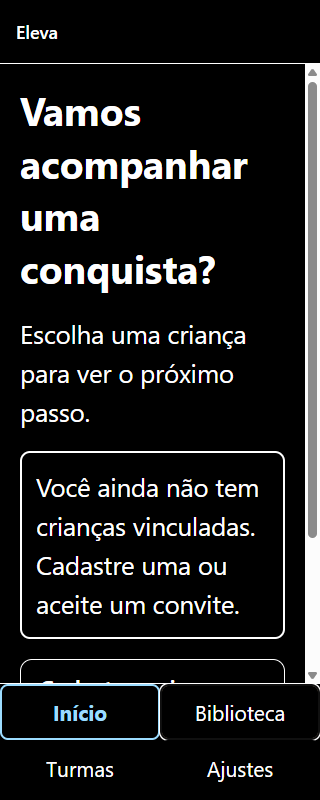 Eleva
Vamos
acompanhar
uma
conquista?
Escolha uma criança
para ver o próximo
passo.
Você ainda não tem
crianças vinculadas.
Cadastre uma ou
aceite um convite.
Início
Biblioteca
Turmas
Ajustes